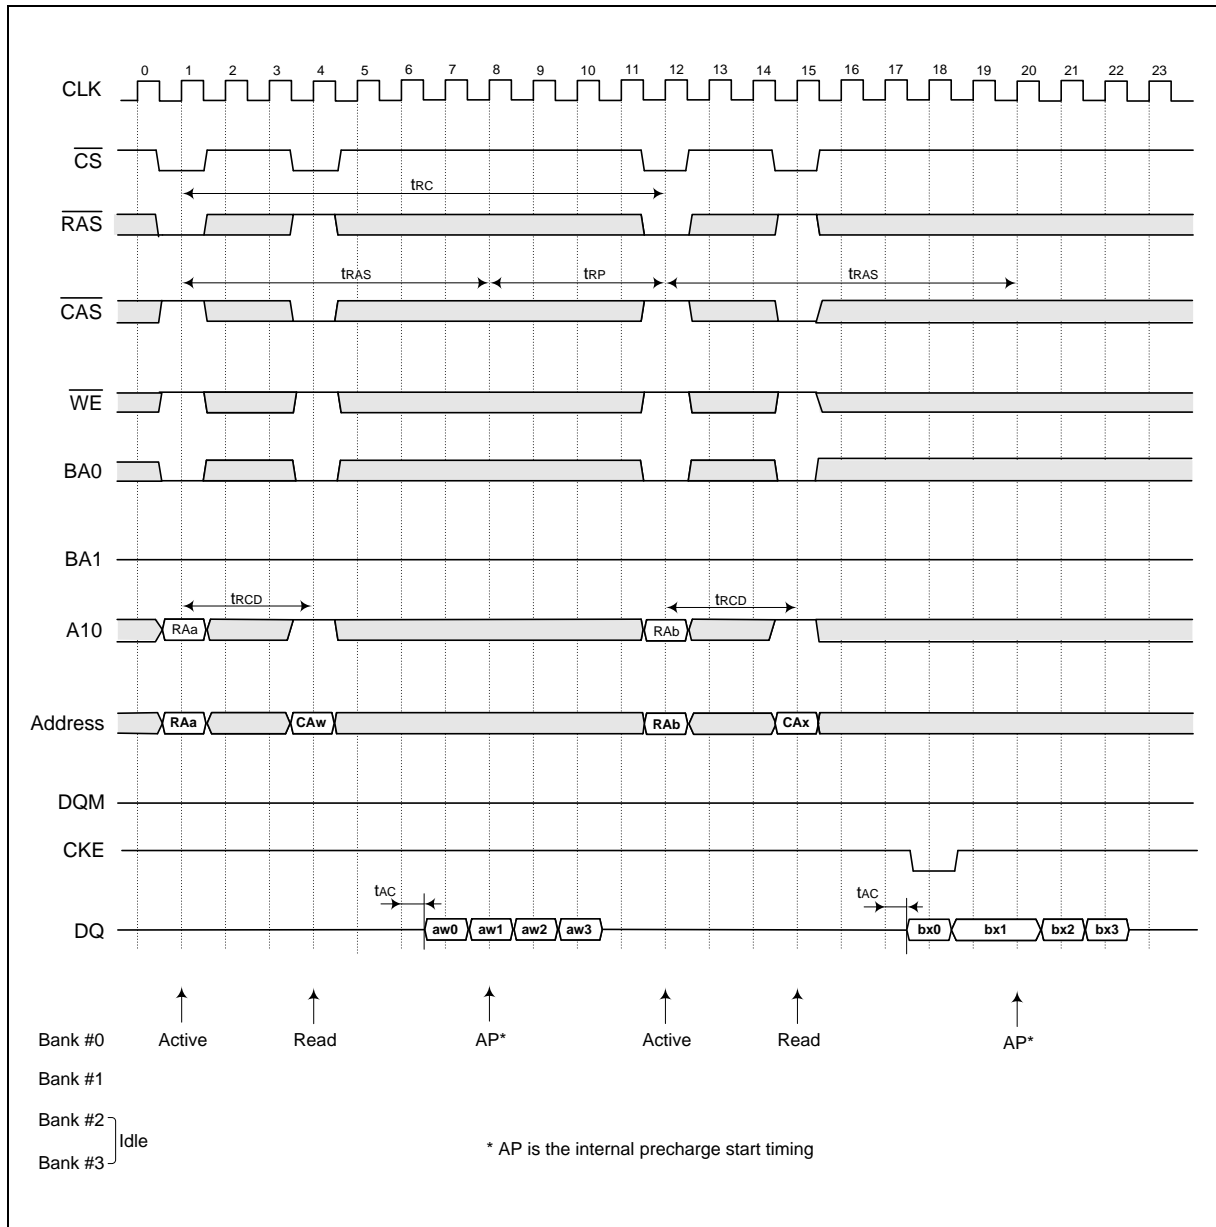 0 1 2 3 4 5 6 7 8 9 10 11 12 13 14 15 16 17 18 19 20 21 22 23
CLK
CS
tRC
RAS
tRAS tRP tRAS
CAS
WE
BA0
BA1
tRCD tRCD
A10 RAa RAb
Address RAa CAw RAb CAx
DQM
CKE
tAC tAC
DQ aw0 aw1 aw2 aw3 bx0 bx1 bx2 bx3
Bank #0 Active Read AP* Active Read AP*
Bank #1
Bank #2
Idle
Bank #3
* AP is the internal precharge start timing